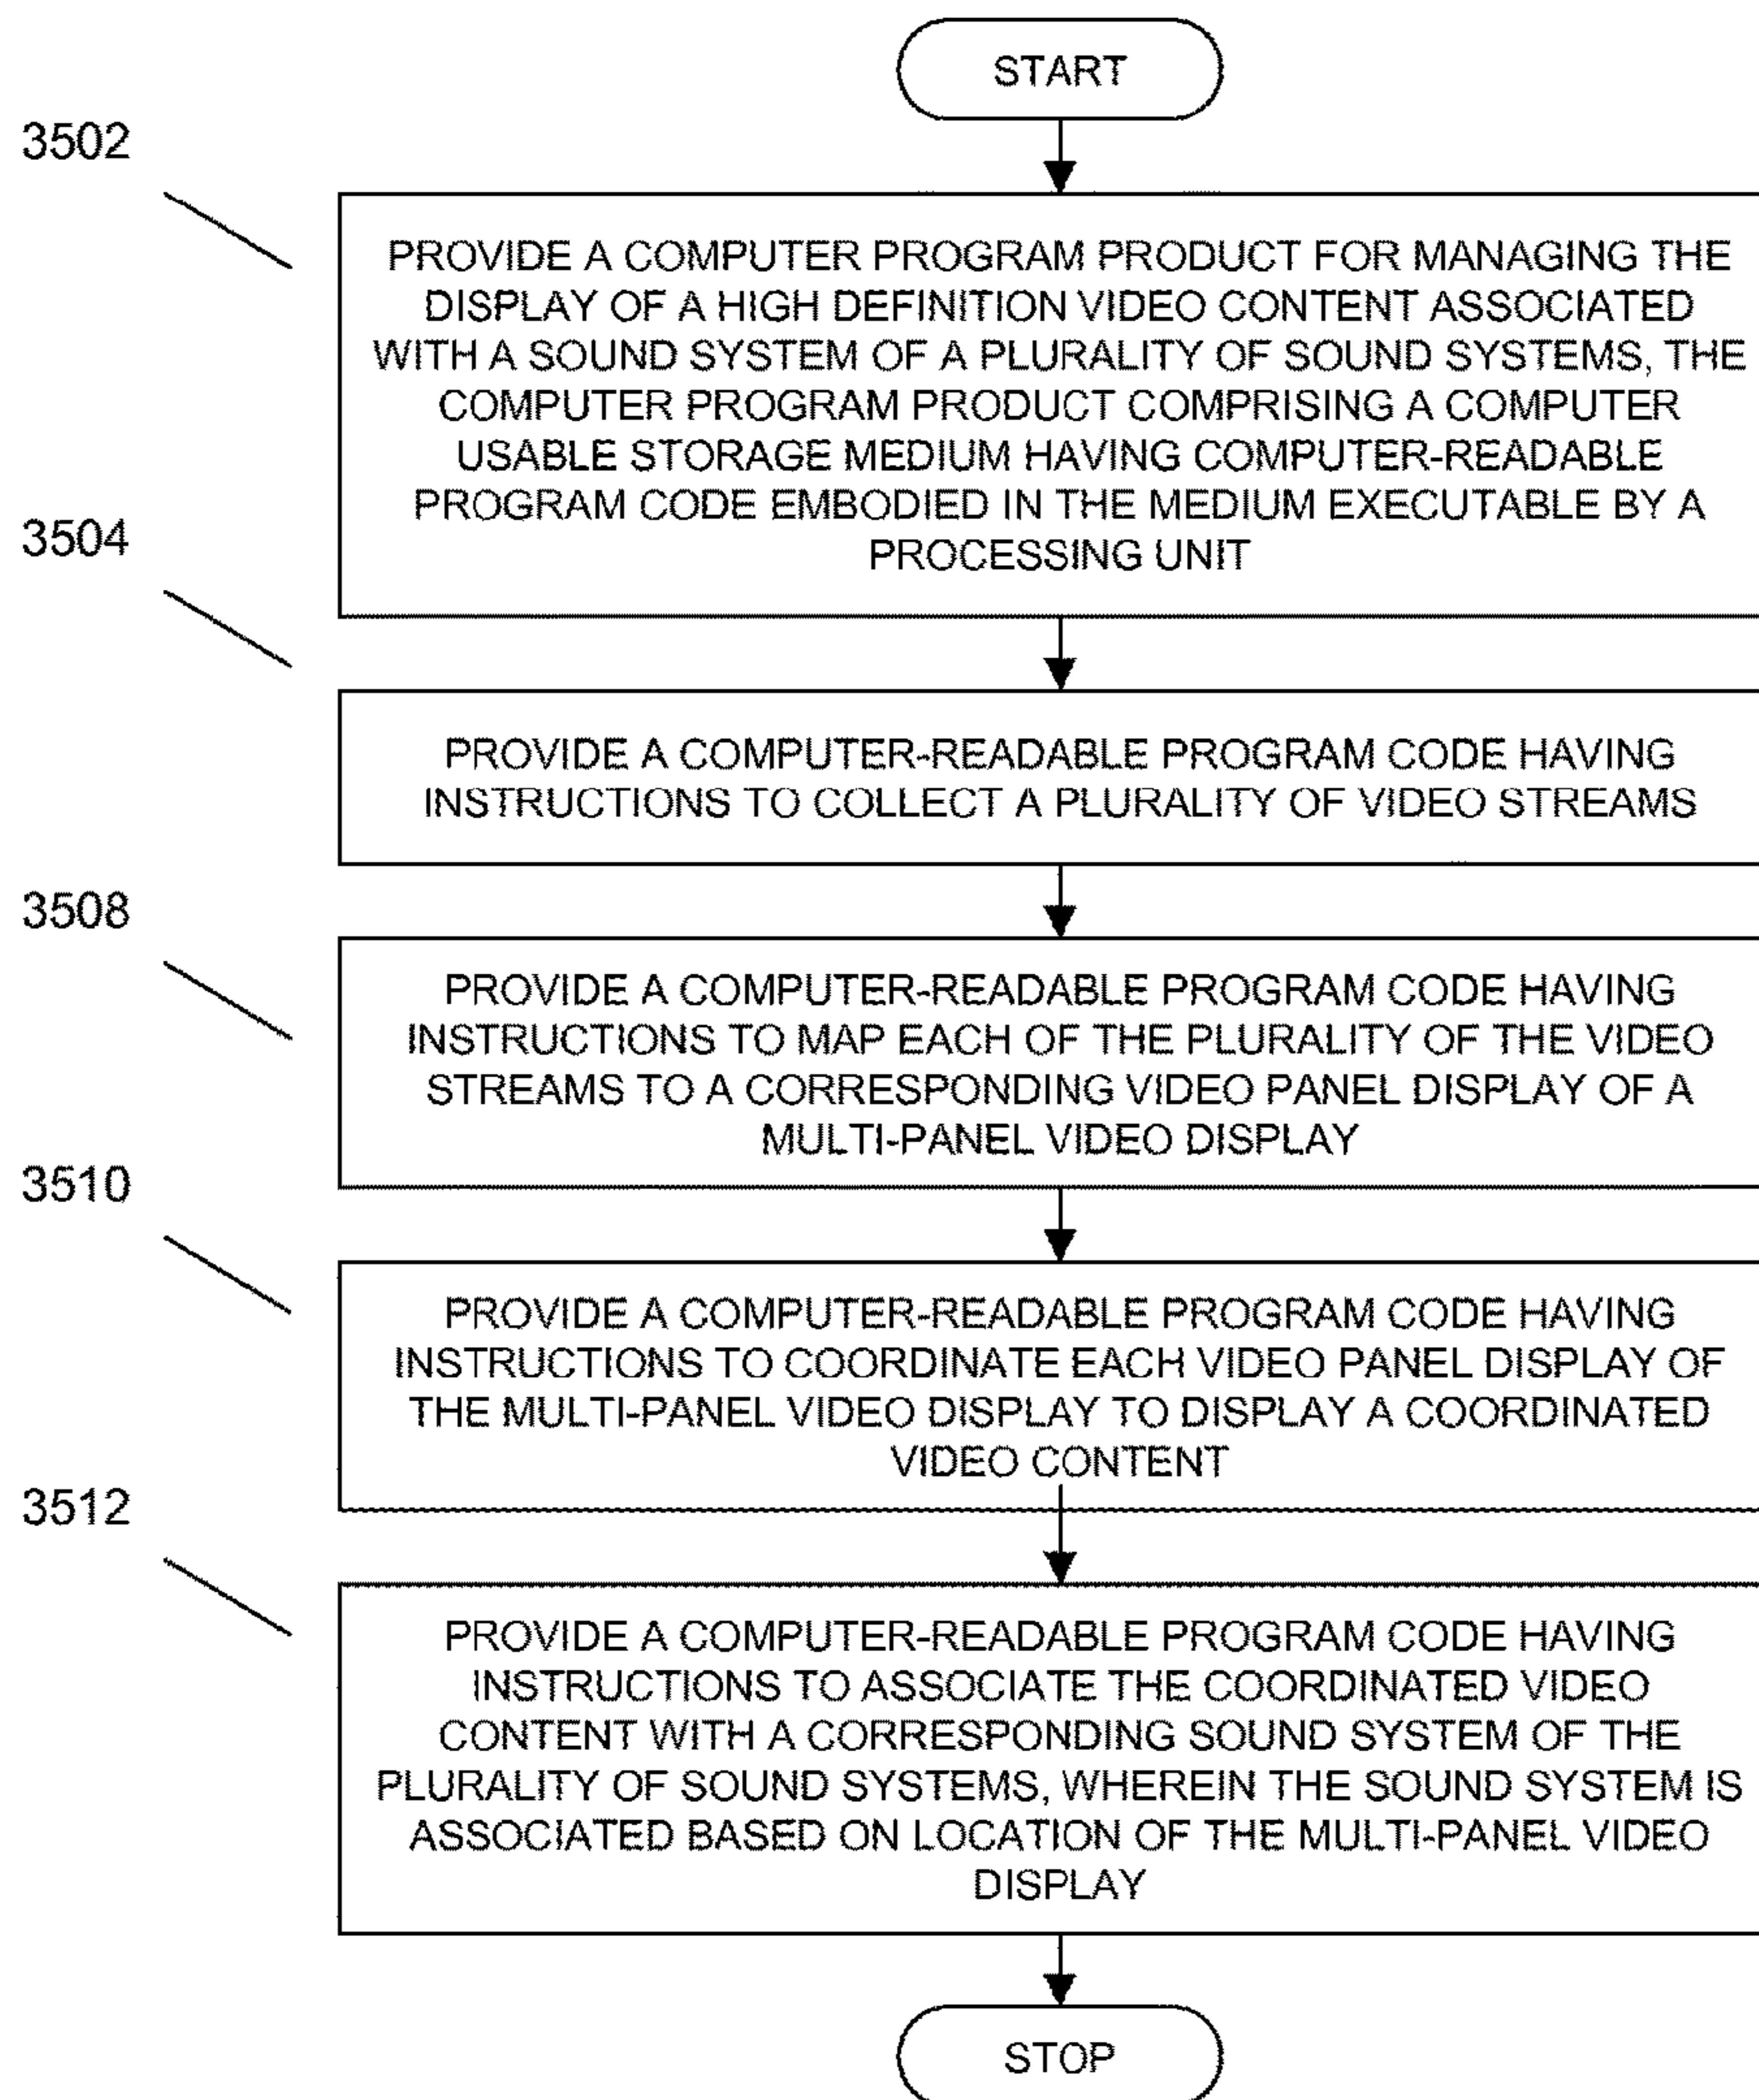 START
3502
PROVIDE A COMPUTER PROGRAM PRODUCT FOR MANAGING THE
DISPLAY OF A HIGH DEFINITION VIDEO CONTENT ASSOCIATED
WITH A SOUND SYSTEM OF A PLURALITY OF SOUND SYSTEMS, THE
COMPUTER PROGRAM PRODUCT COMPRISING A COMPUTER
USABLE STORAGE MEDIUM HAVING COMPUTER-READABLE
PROGRAM CODE EMBODIED IN THE MEDIUM EXECUTABLE BY A
PROCESSING UNIT
3504
PROVIDE A COMPUTER-READABLE PROGRAM CODE HAVING
INSTRUCTIONS TO COLLECT A PLURALITY OF VIDEO STREAMS
3508
PROVIDE A COMPUTER-READABLE PROGRAM CODE HAVING
INSTRUCTIONS TO MAP EACH OF THE PLURALITY OF THE VIDEO
STREAMS TO A CORRESPONDING VIDEO PANEL DISPLAY OF A
MULTI-PANEL VIDEO DISPLAY
3510
PROVIDE A COMPUTER-READABLE PROGRAM CODE HAVING
INSTRUCTIONS TO COORDINATE EACH VIDEO PANEL DISPLAY OF
THE MULTI-PANEL VIDEO DISPLAY TO DISPLAY A COORDINATED
VIDEO CONTENT
3512
PROVIDE A COMPUTER-READABLE PROGRAM CODE HAVING
INSTRUCTIONS TO ASSOCIATE THE COORDINATED VIDEO
CONTENT WITH A CORRESPONDING SOUND SYSTEM OF THE
PLURALITY OF SOUND SYSTEMS, WHEREIN THE SOUND SYSTEM IS
ASSOCIATED BASED ON LOCATION OF THE MULTI-PANEL VIDEO
DISPLAY
STOP